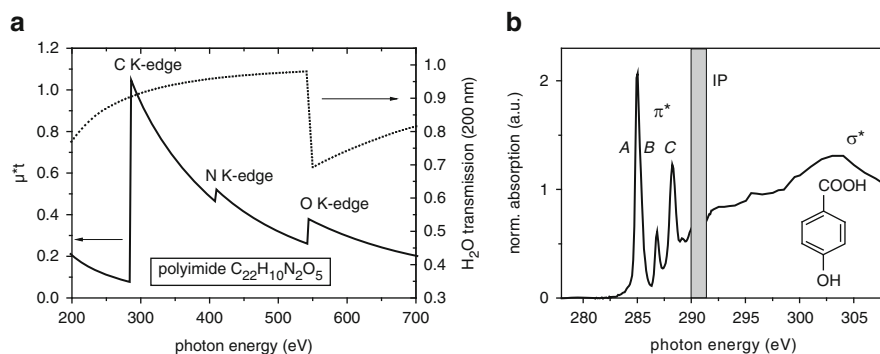 a
1.2
1.0
0.8
0.6
0.4
0.2
0.0
µ*t
C K-edge
N K-edge
O K-edge
polyimide C₂₂H₁₀N₂O₅
1.0
0.9
0.8
0.7
0.6
0.5
0.4
0.3
H₂O transmission (200 nm)
200 300 400 500 600 700
photon energy (eV)
b
2
1
0
norm. absorption (a.u.)
IP
π*
A B C
σ*
COOH
OH
280 285 290 295 300 305
photon energy (eV)